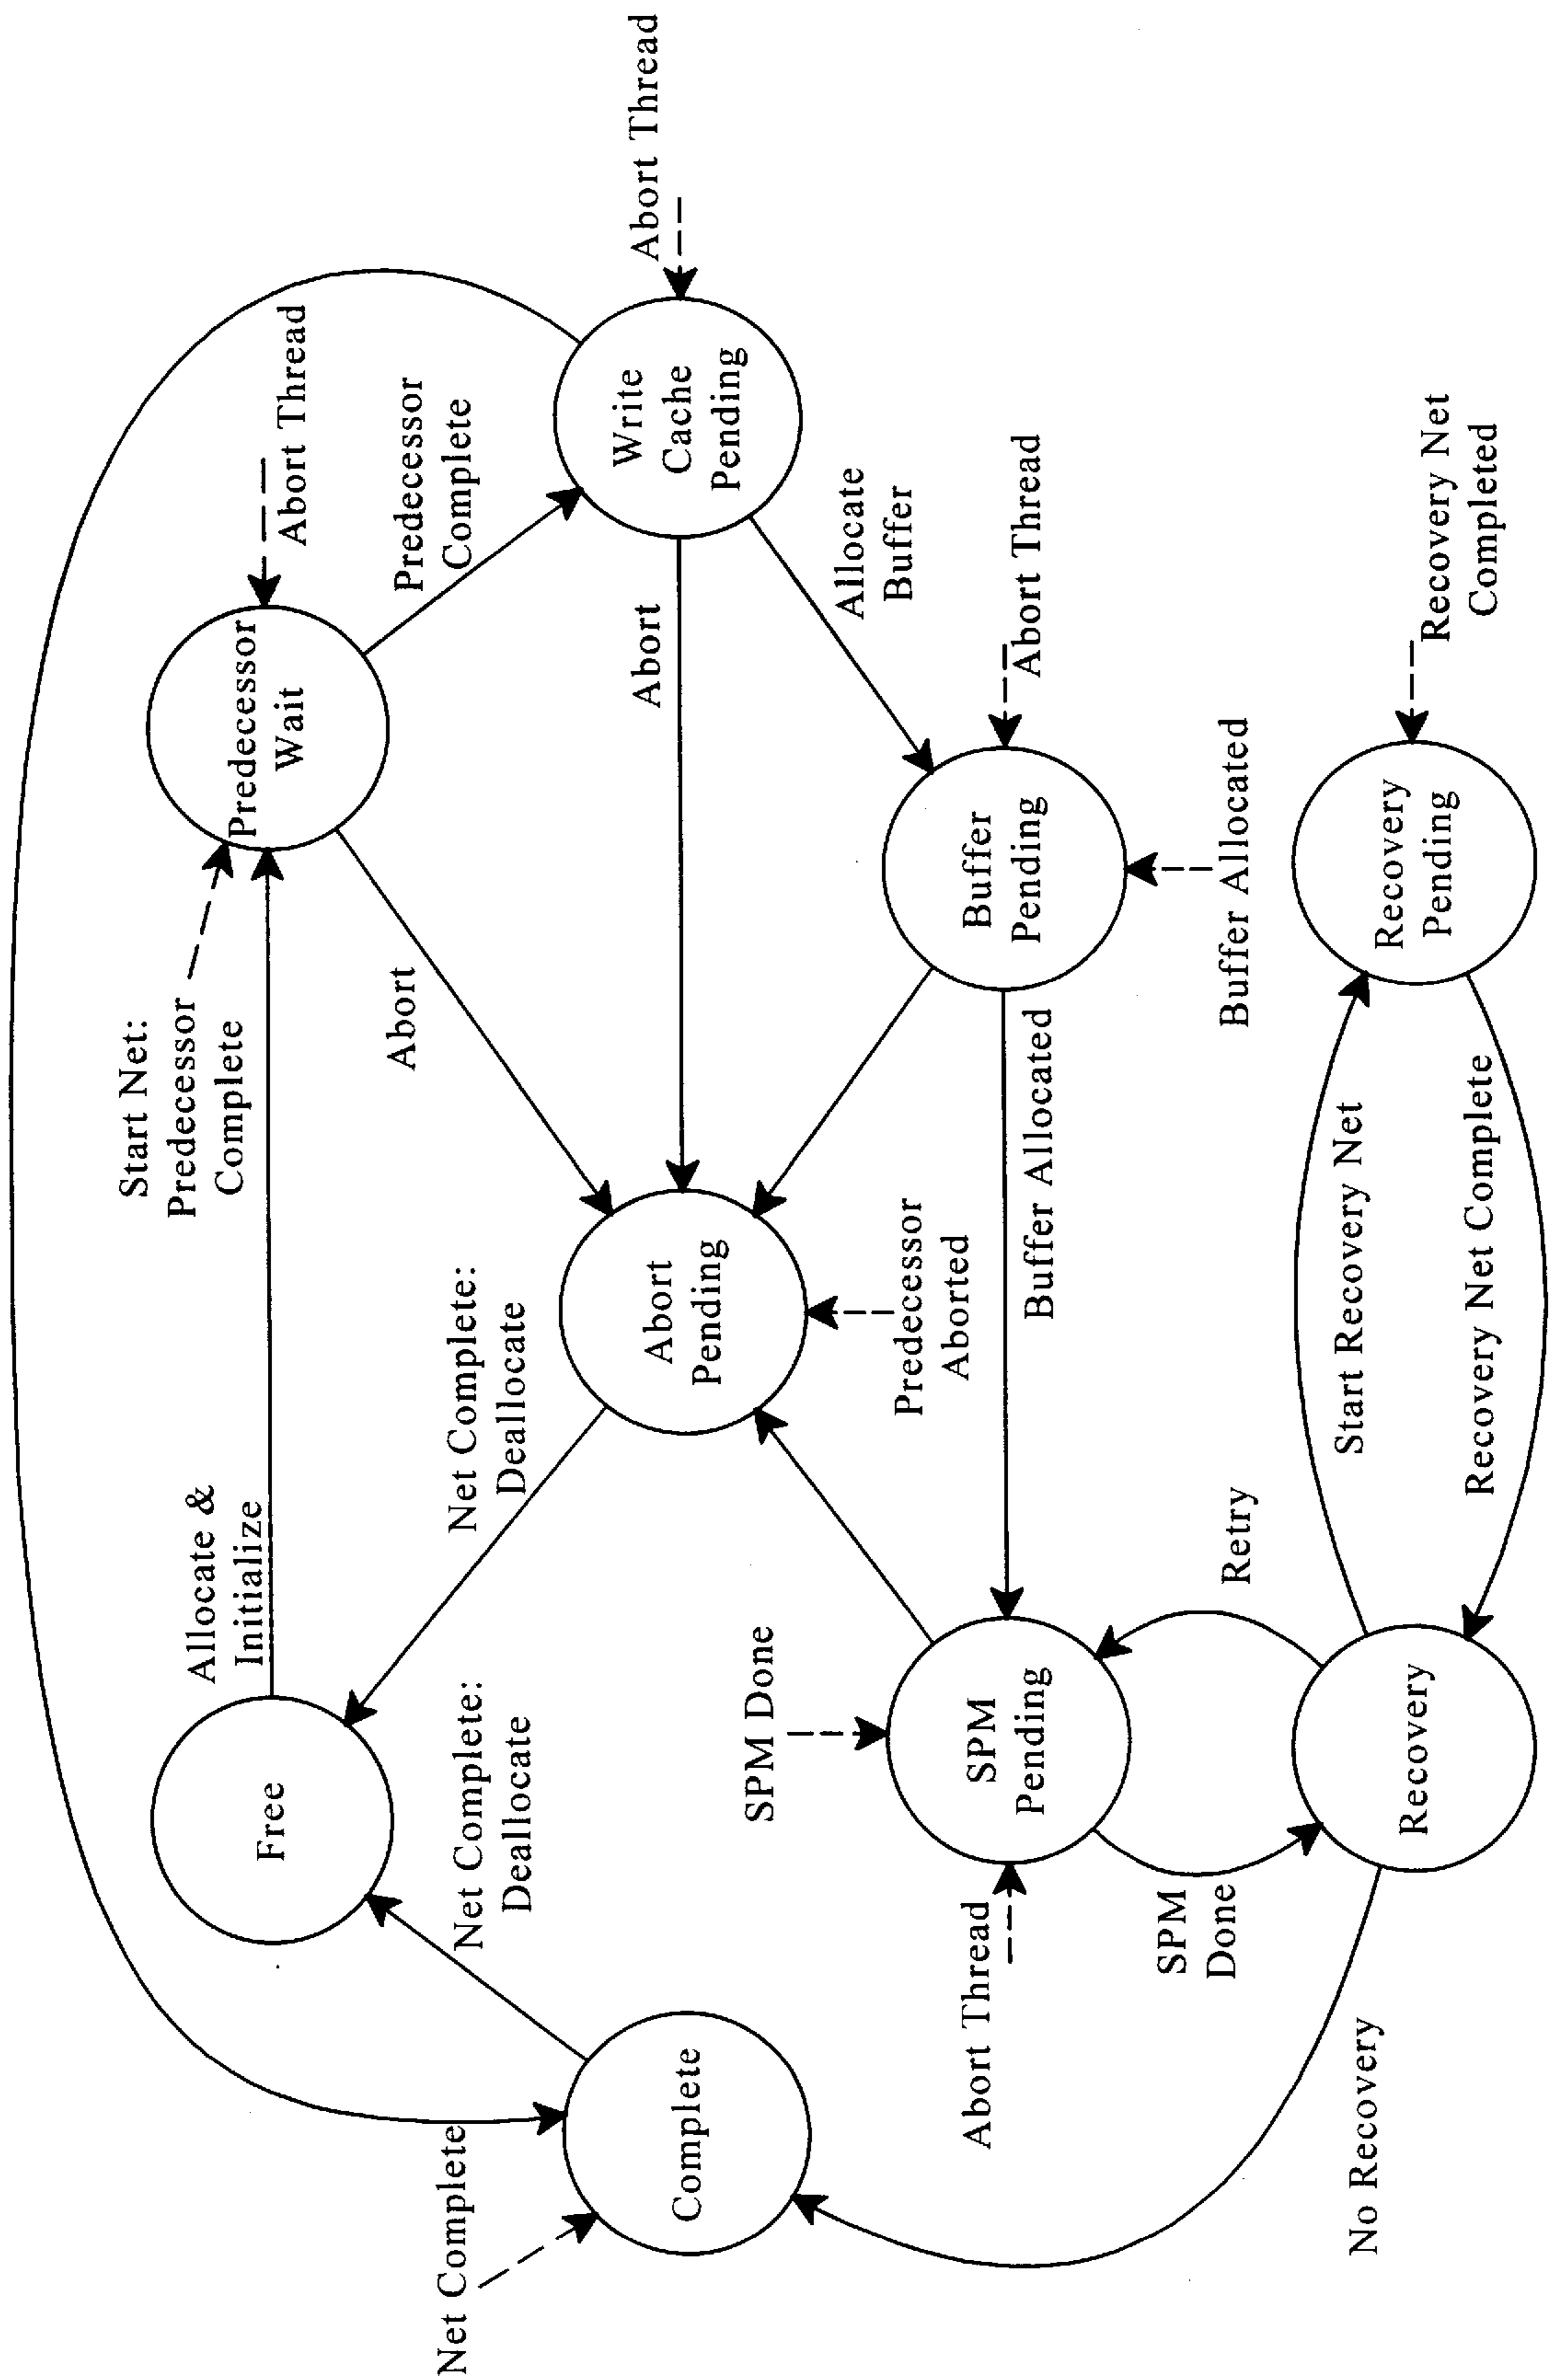 Net Complete
Complete
No Recovery
Net Complete:
Deallocate
Free
Abort Thread
SPM Done
SPM
Pending
SPM
Done
Recovery
Retry
Allocate &
Initialize
Net Complete:
Deallocate
Abort
Pending
Predecessor
Aborted
Start Recovery Net
Recovery Net Complete
Start Net:
Predecessor
Complete
Abort
Buffer Allocated
Predecessor
Wait
Abort
Buffer
Pending
Buffer Allocated
Recovery
Pending
Abort Thread
Predecessor
Complete
Write
Cache
Pending
Allocate
Buffer
Abort Thread
Recovery Net
Completed
Abort Thread